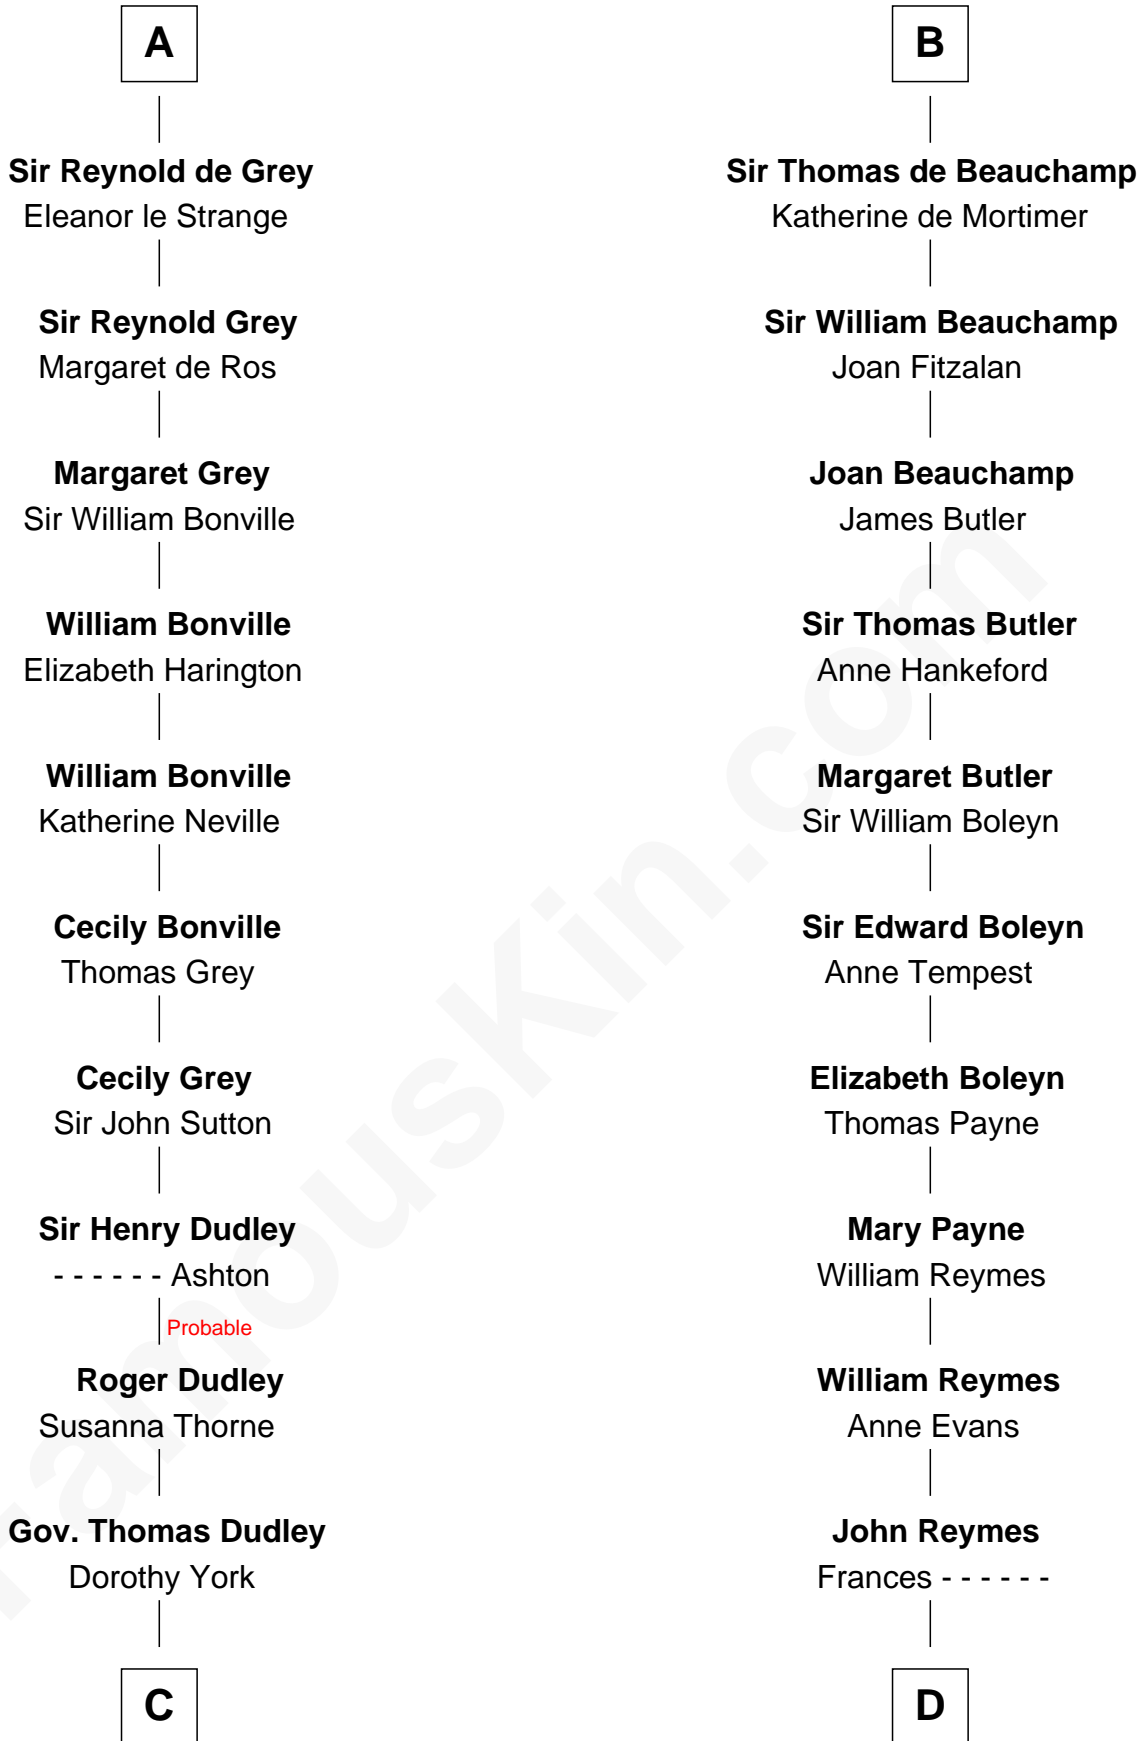 A
Sir Reynold de Grey
Eleanor le Strange
Sir Reynold Grey
Margaret de Ros
Margaret Grey
Sir William Bonville
William Bonville
Elizabeth Harington
William Bonville
Katherine Neville
Cecily Bonville
Thomas Grey
Cecily Grey
Sir John Sutton
Sir Henry Dudley
- - - - - - Ashton
Probable
Roger Dudley
Susanna Thorne
Gov. Thomas Dudley
Dorothy York
C
B
Sir Thomas de Beauchamp
Katherine de Mortimer
Sir William Beauchamp
Joan Fitzalan
Joan Beauchamp
James Butler
Sir Thomas Butler
Anne Hankeford
Margaret Butler
Sir William Boleyn
Sir Edward Boleyn
Anne Tempest
Elizabeth Boleyn
Thomas Payne
Mary Payne
William Reymes
William Reymes
Anne Evans
John Reymes
Frances - - - - - -
D
FamousKin.com